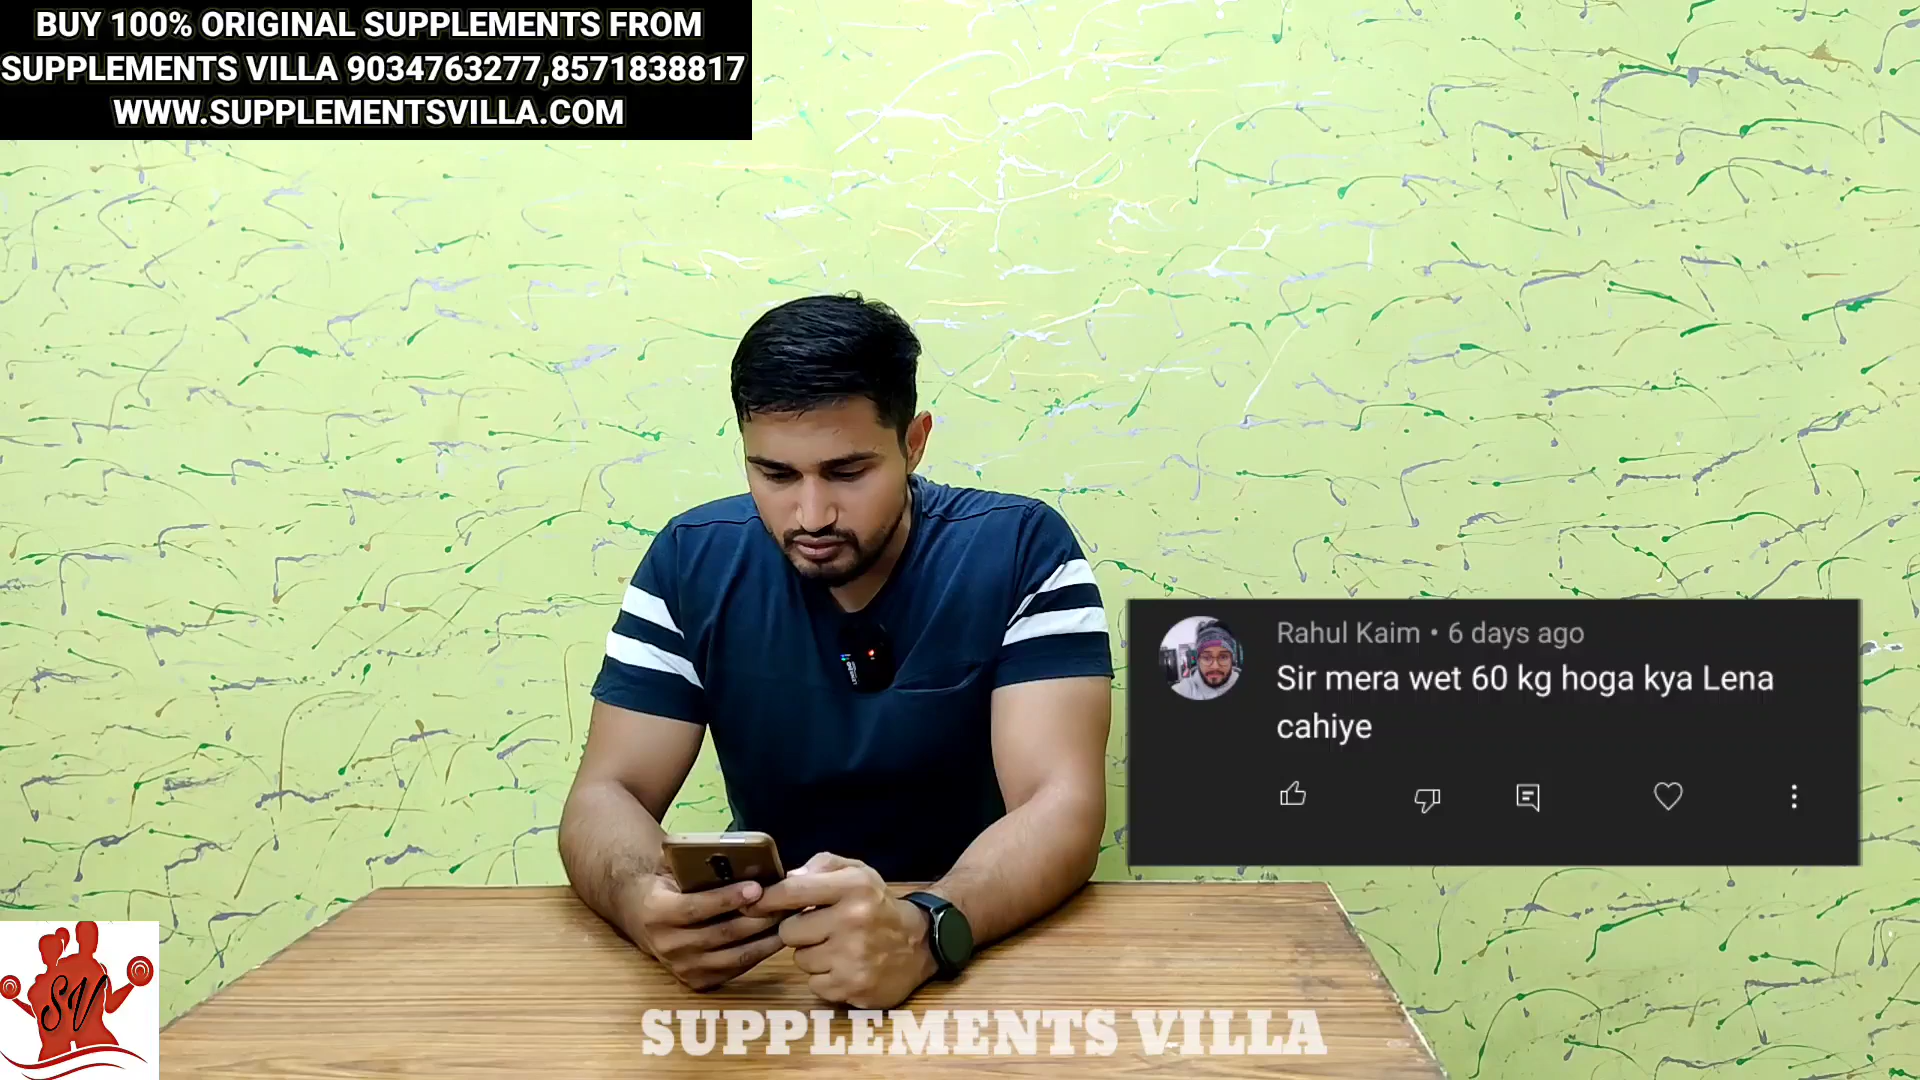 BUY 100% ORIGINAL SUPPLEMENTS FROM
SUPPLEMENTS VILLA 9034763277,8571838817
WWW.SUPPLEMENTSVILLA.COM
Rahul Kaim • 6 days ago
Sir mera wet 60 kg hoga kya Lena
cahiye
SV
SUPPLEMENTS VILLA